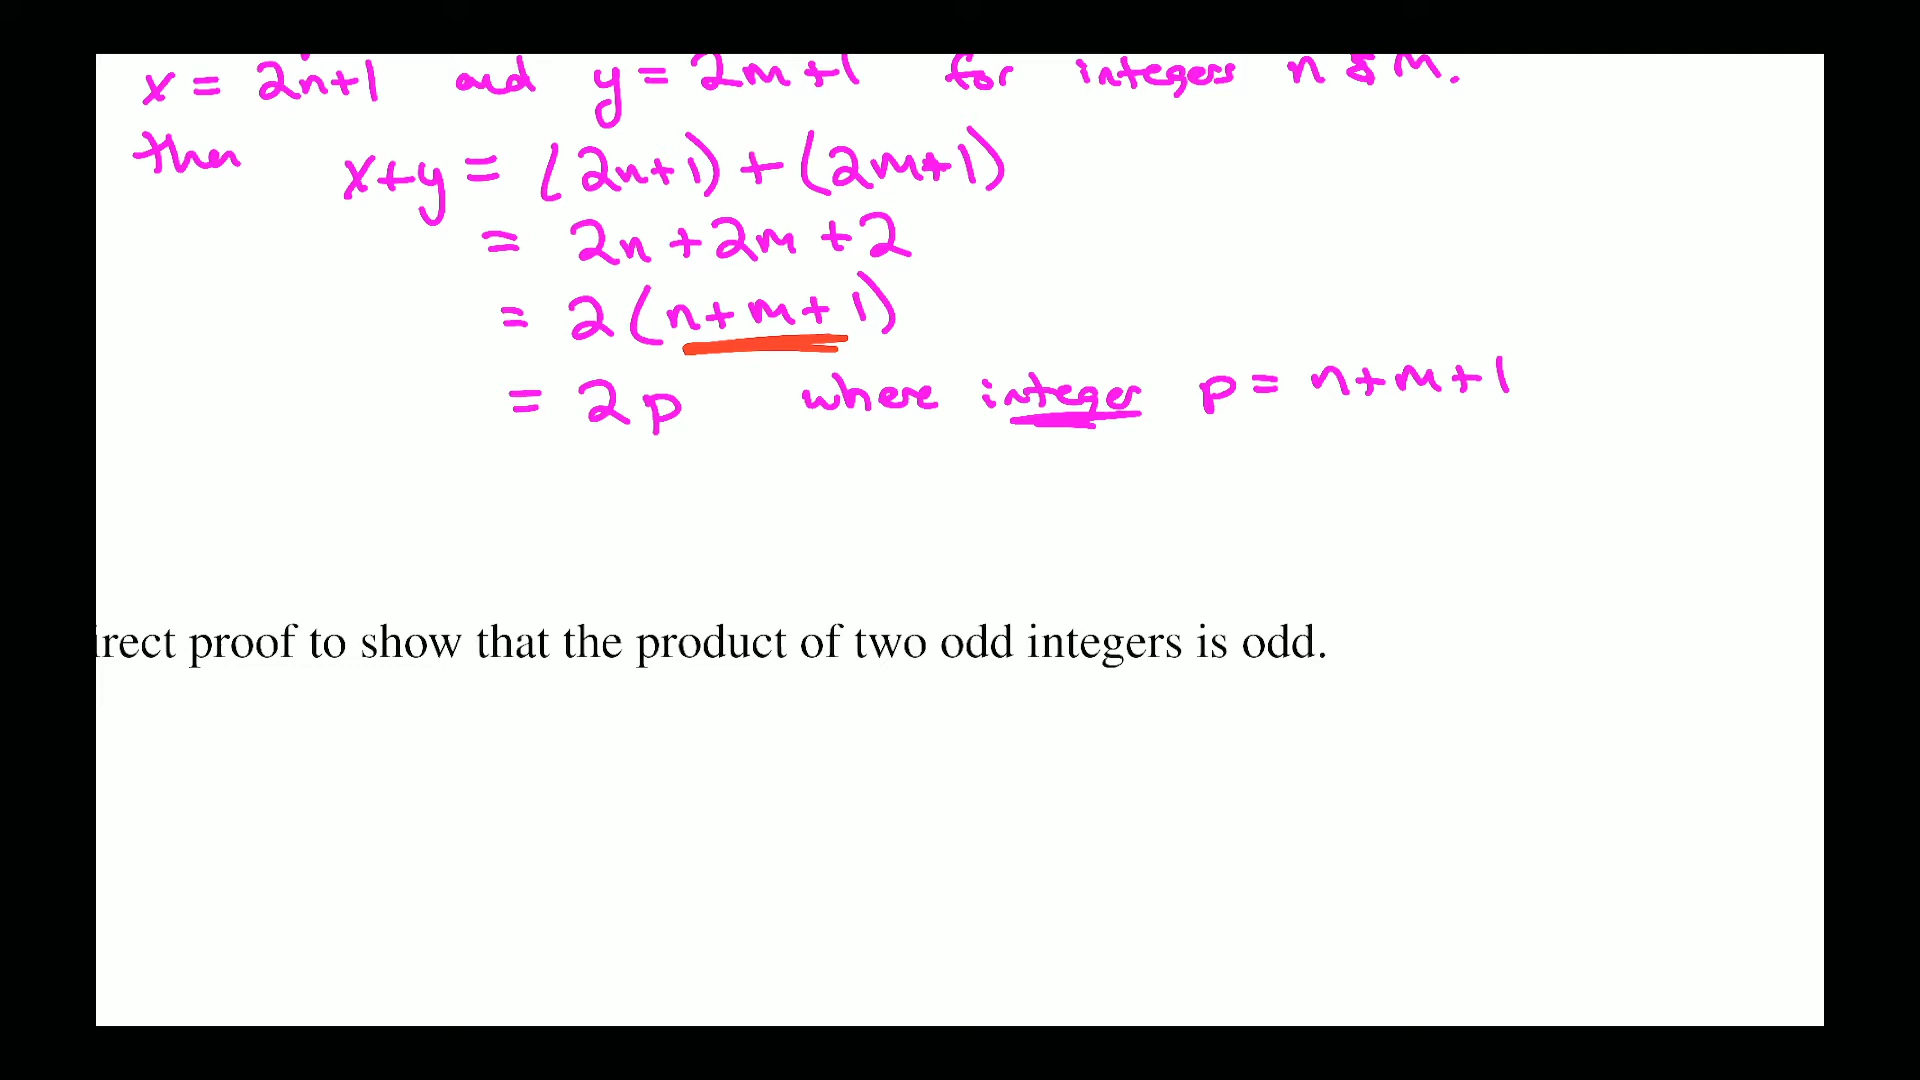 x = 2n+1 and y = 2m+1 for integers n & m.
then x+y = (2n+1) + (2m+1)
= 2n + 2m + 2
= 2(n+m+1)
= 2p where integer p = n+m+1
irect proof to show that the product of two odd integers is odd.